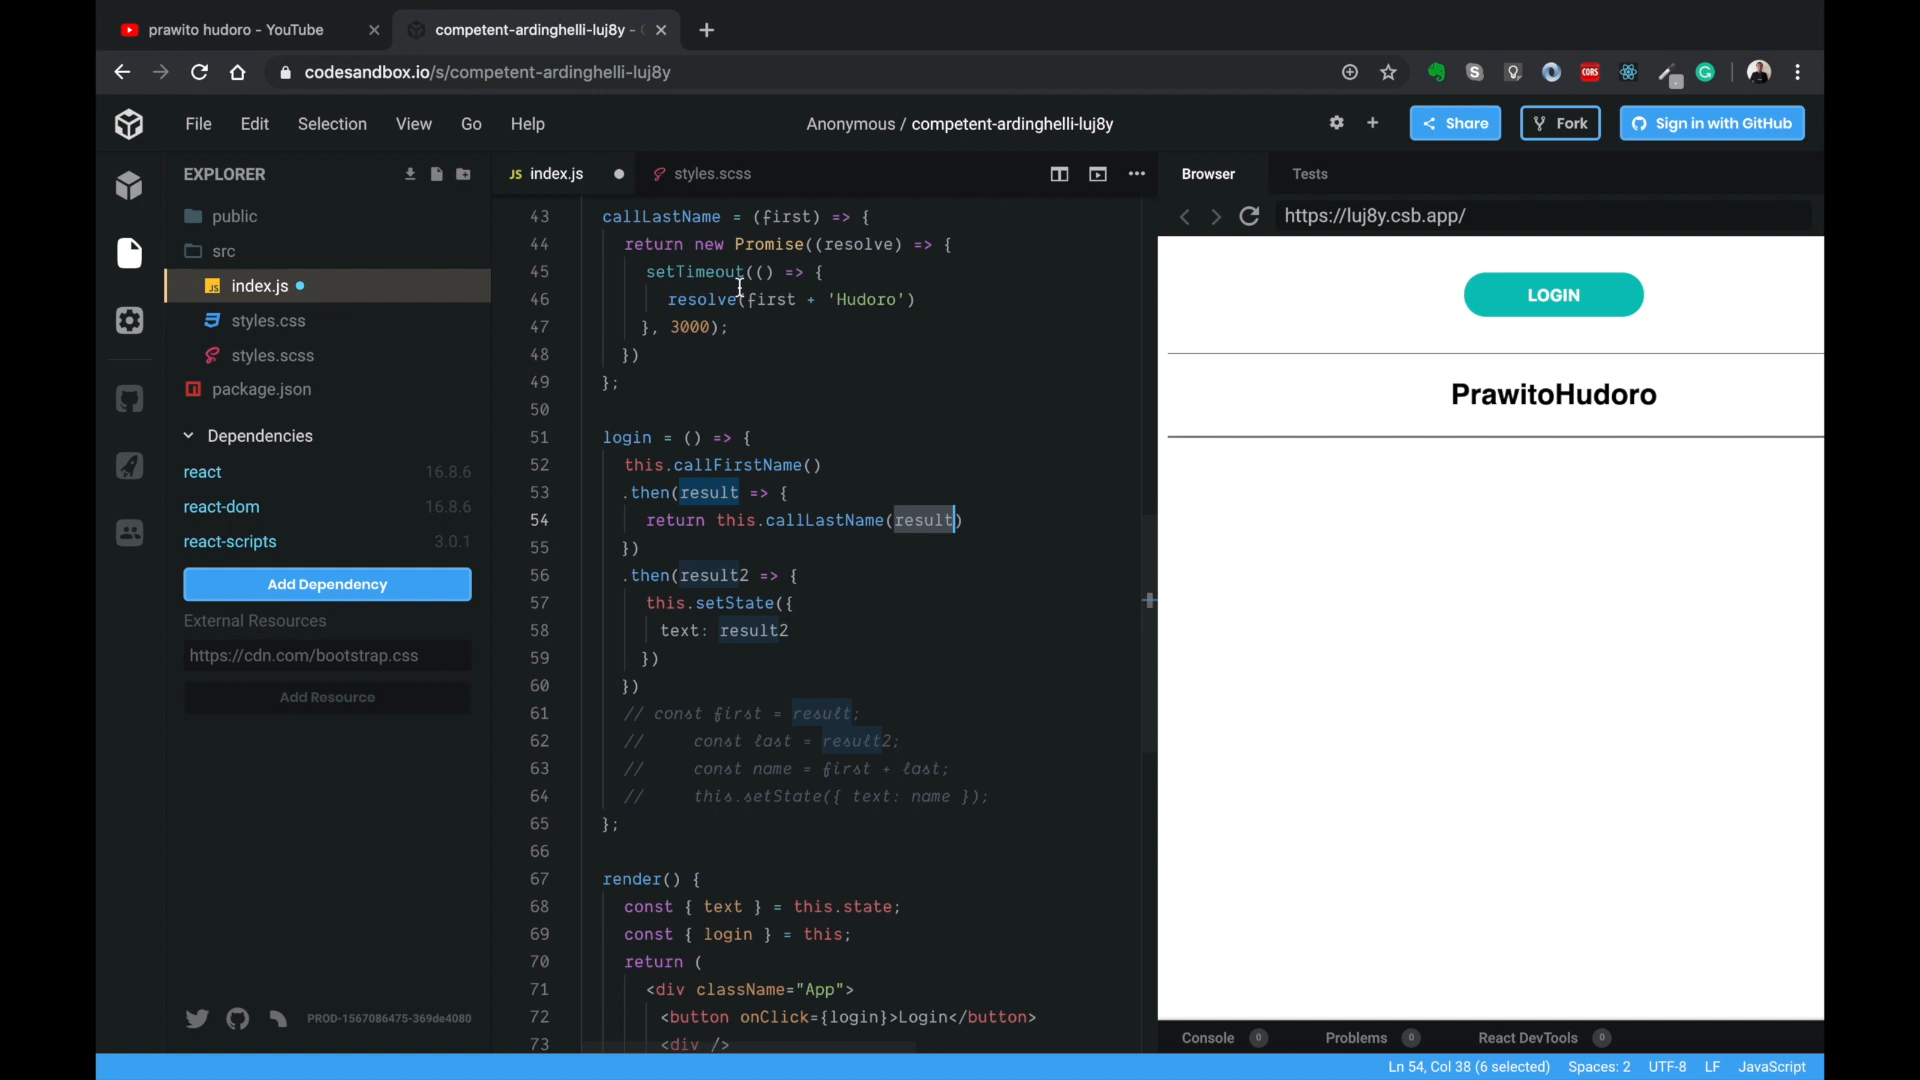 prawito hudoro - YouTube
competent-ardinghelli-luj8y -
codesandbox.io/s/competent-ardinghelli-luj8y
File Edit Selection View Go Help
Anonymous / competent-ardinghelli-luj8y
Share
Fork
Sign in with GitHub
EXPLORER
public
src
JS index.js
styles.css
styles.scss
package.json
Dependencies
react 16.8.6
react-dom 16.8.6
react-scripts 3.0.1
Add Dependency
External Resources
https://cdn.com/bootstrap.css
Add Resource
PROD-1567086475-369de4080
JS index.js
styles.scss
43 callLastName = (first) => {
44 return new Promise((resolve) => {
45 setTimeout(() => {
46 resolve(first + 'Hudoro')
47 }, 3000);
48 })
49 };
50
51 login = () => {
52 this.callFirstName()
53 .then(result => {
54 return this.callLastName(result)
55 })
56 .then(result2 => {
57 this.setState({
58 text: result2
59 })
60 })
61 // const first = result;
62 // const last = result2;
63 // const name = first + last;
64 // this.setState({ text: name });
65 };
66
67 render() {
68 const { text } = this.state;
69 const { login } = this;
70 return (
71 <div className="App">
72 <button onClick={login}>Login</button>
73 <div />
Browser Tests
https://luj8y.csb.app/
LOGIN
PrawitoHudoro
Console 0 Problems 0 React DevTools 0
Ln 54, Col 38 (6 selected) Spaces: 2 UTF-8 LF JavaScript
CORS